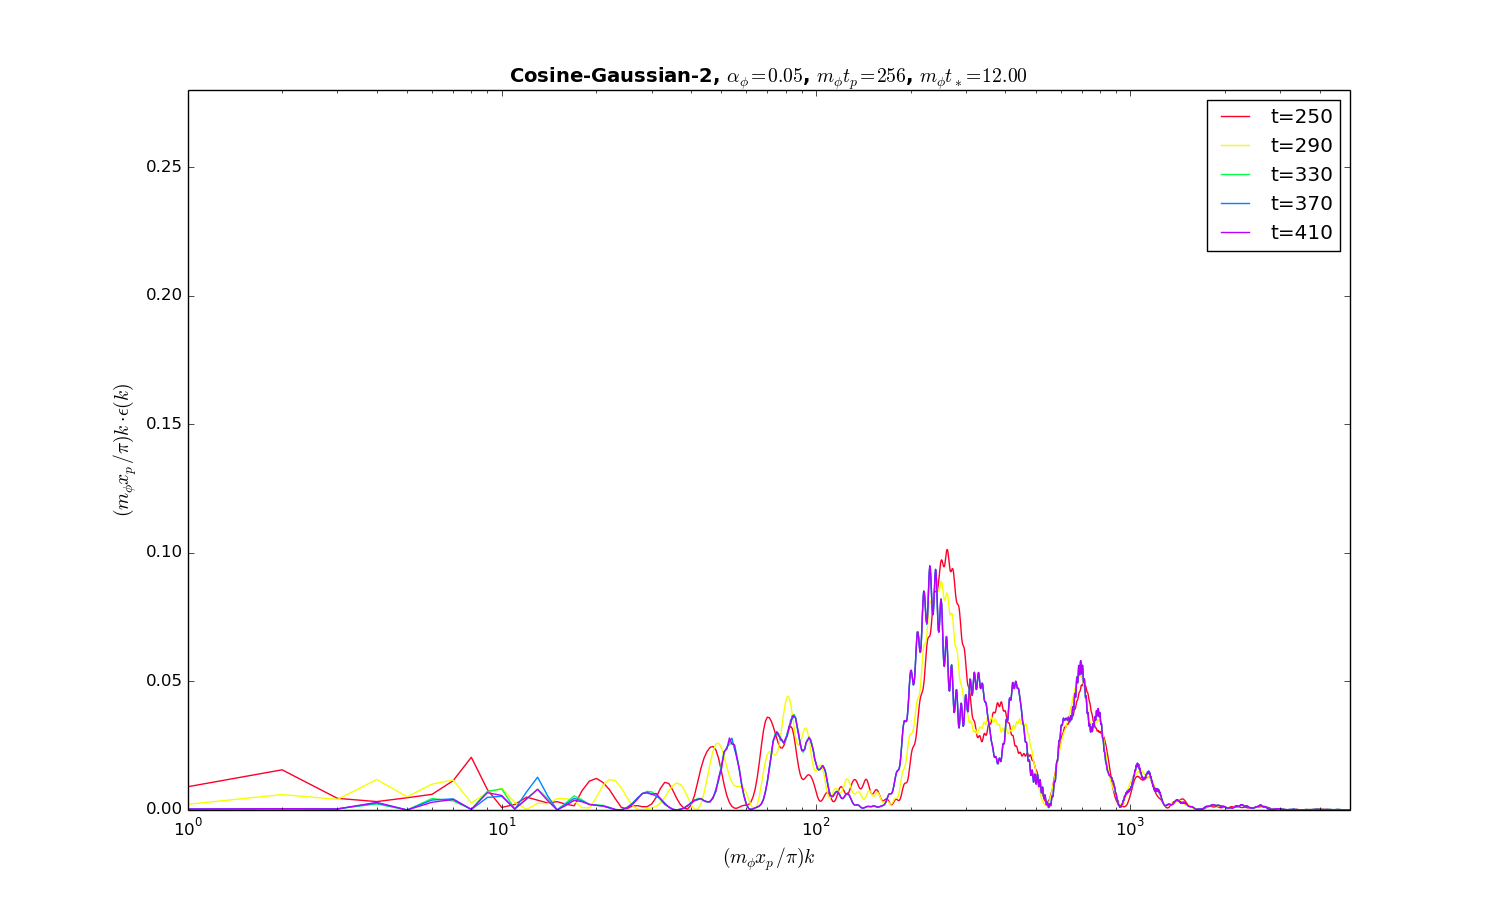 Cosine-Gaussian-2, $\alpha_\phi=0.05$, $m_\phi t_p=256$, $m_\phi t_*=12.00$
t=250
t=290
t=330
t=370
t=410
0.25
0.20
0.15
0.10
0.05
0.00
$(m_\phi x_p/\pi)k\cdot\epsilon(k)$
$10^0$ $10^1$ $10^2$ $10^3$
$(m_\phi x_p/\pi)k$